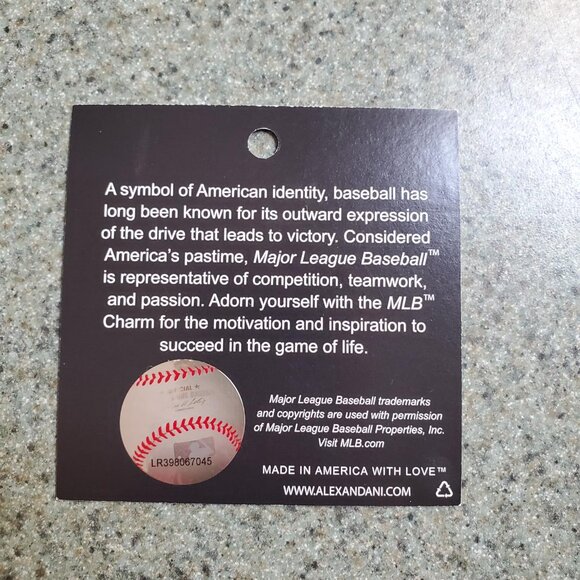 A symbol of American identity, baseball has
long been known for its outward expression
of the drive that leads to victory. Considered
America's pastime, Major League Baseball™
is representative of competition, teamwork,
and passion. Adorn yourself with the MLB™
Charm for the motivation and inspiration to
succeed in the game of life.
LR398067045
Major League Baseball trademarks
and copyrights are used with permission
of Major League Baseball Properties, Inc.
Visit MLB.com
MADE IN AMERICA WITH LOVE™
WWW.ALEXANDANI.COM